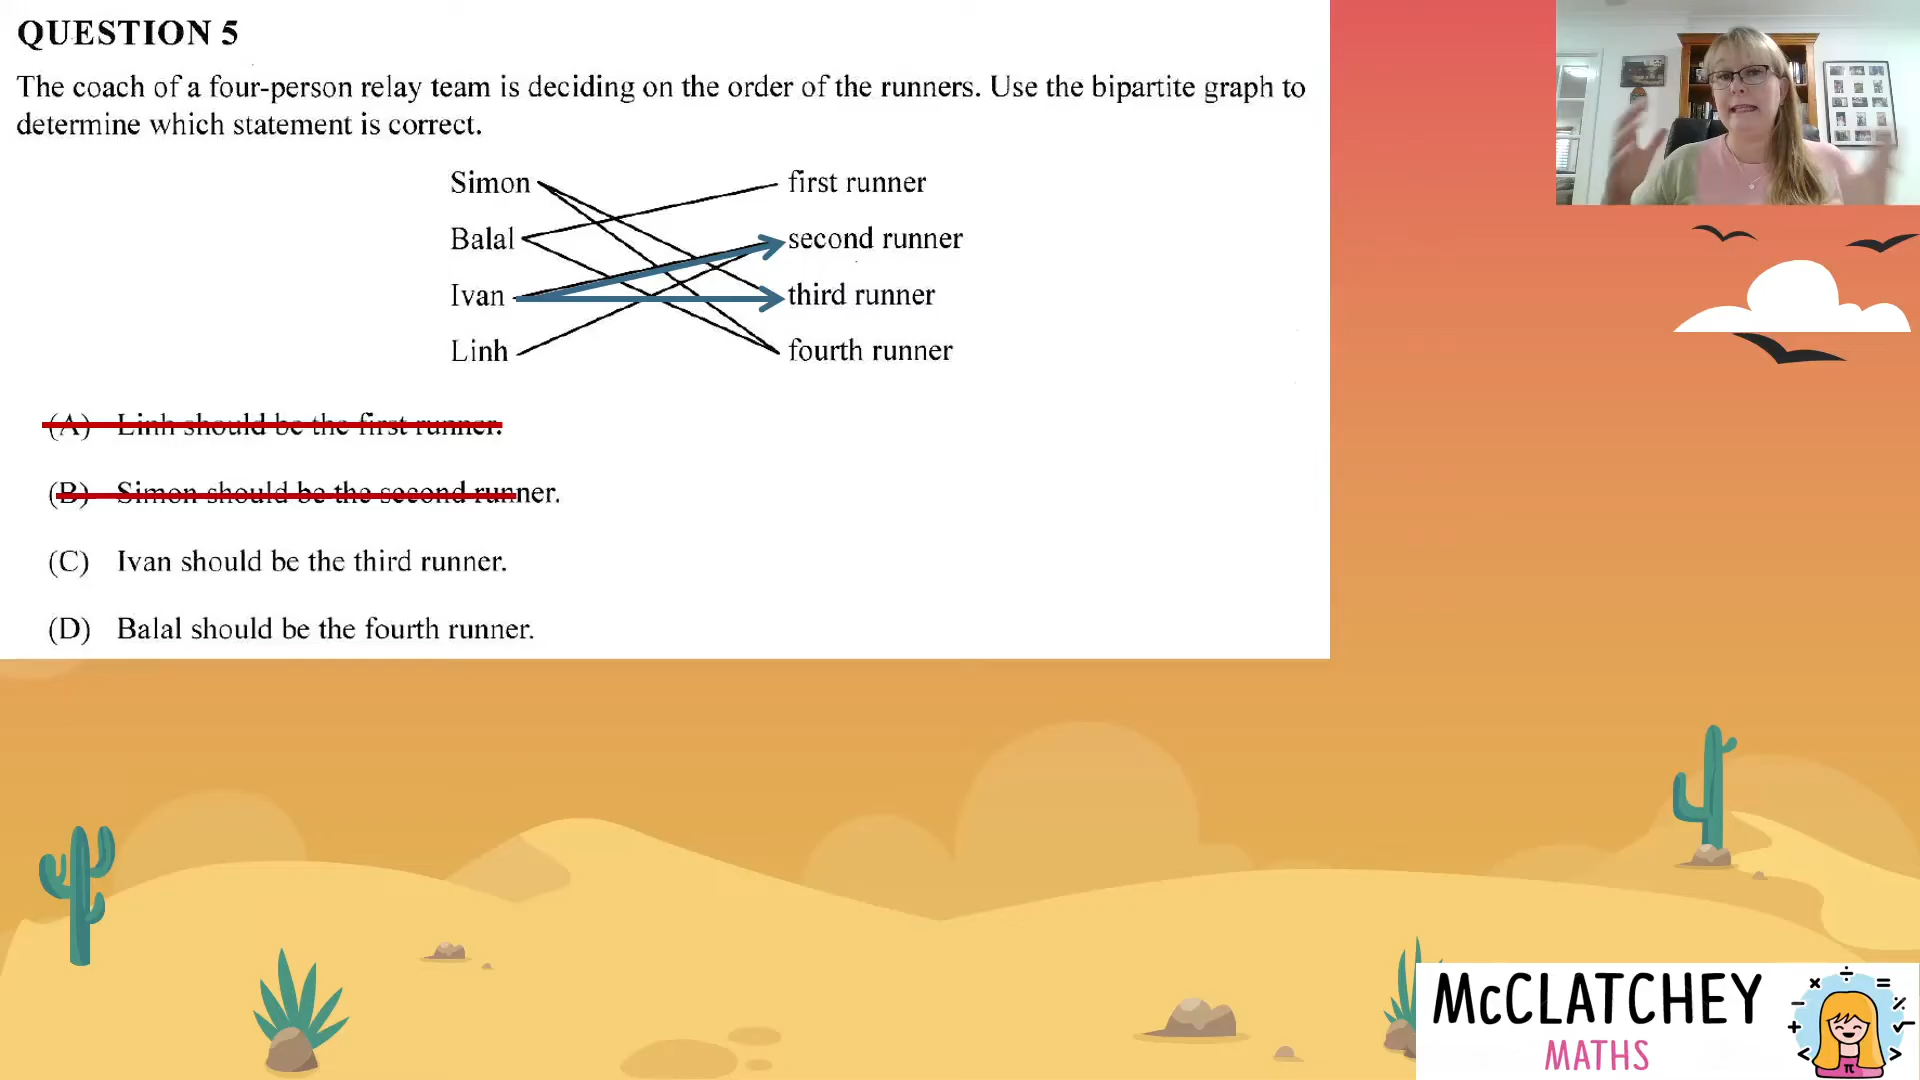 QUESTION 5
The coach of a four-person relay team is deciding on the order of the runners. Use the bipartite graph to
determine which statement is correct.
Simon first runner
Balal second runner
Ivan third runner
Linh fourth runner
(A) Linh should be the first runner.
(B) Simon should be the second runner.
(C) Ivan should be the third runner.
(D) Balal should be the fourth runner.
McCLATCHEY
MATHS